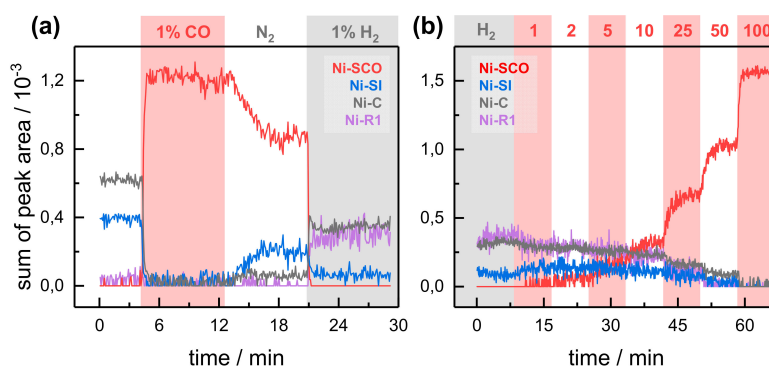 (a)
1% CO
N2
1% H2
sum of peak area / 10-3
1,2
0,8
0,4
0,0
Ni-SCO
Ni-SI
Ni-C
Ni-R1
0
6
12
18
24
30
time / min
(b)
H2
1
2
5
10
25
50
100
1,5
1,0
0,5
0,0
Ni-SCO
Ni-SI
Ni-C
Ni-R1
0
15
30
45
60
time / min